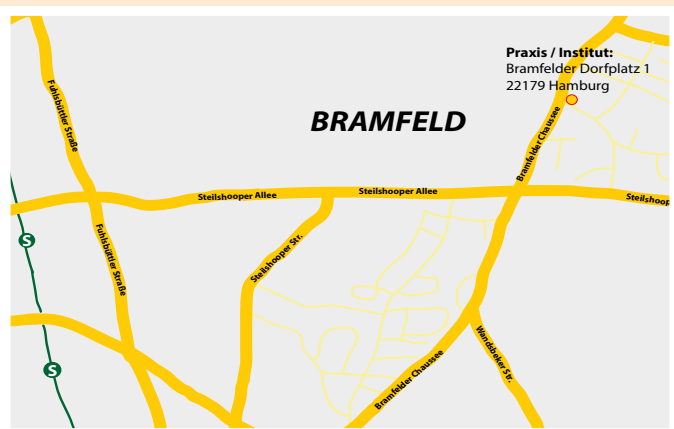 Praxis / Institut:
Bramfelder Dorfplatz 1
22179 Hamburg
BRAMFELD
Fuhlsbüttler Straße
Bramfelder Chaussee
Steilshooper Allee
Steilshooper Allee
Steilshoop
S
Fuhlsbüttler Straße
Steilshooper Str.
Wandsbeker Str.
S
Bramfelder Chaussee